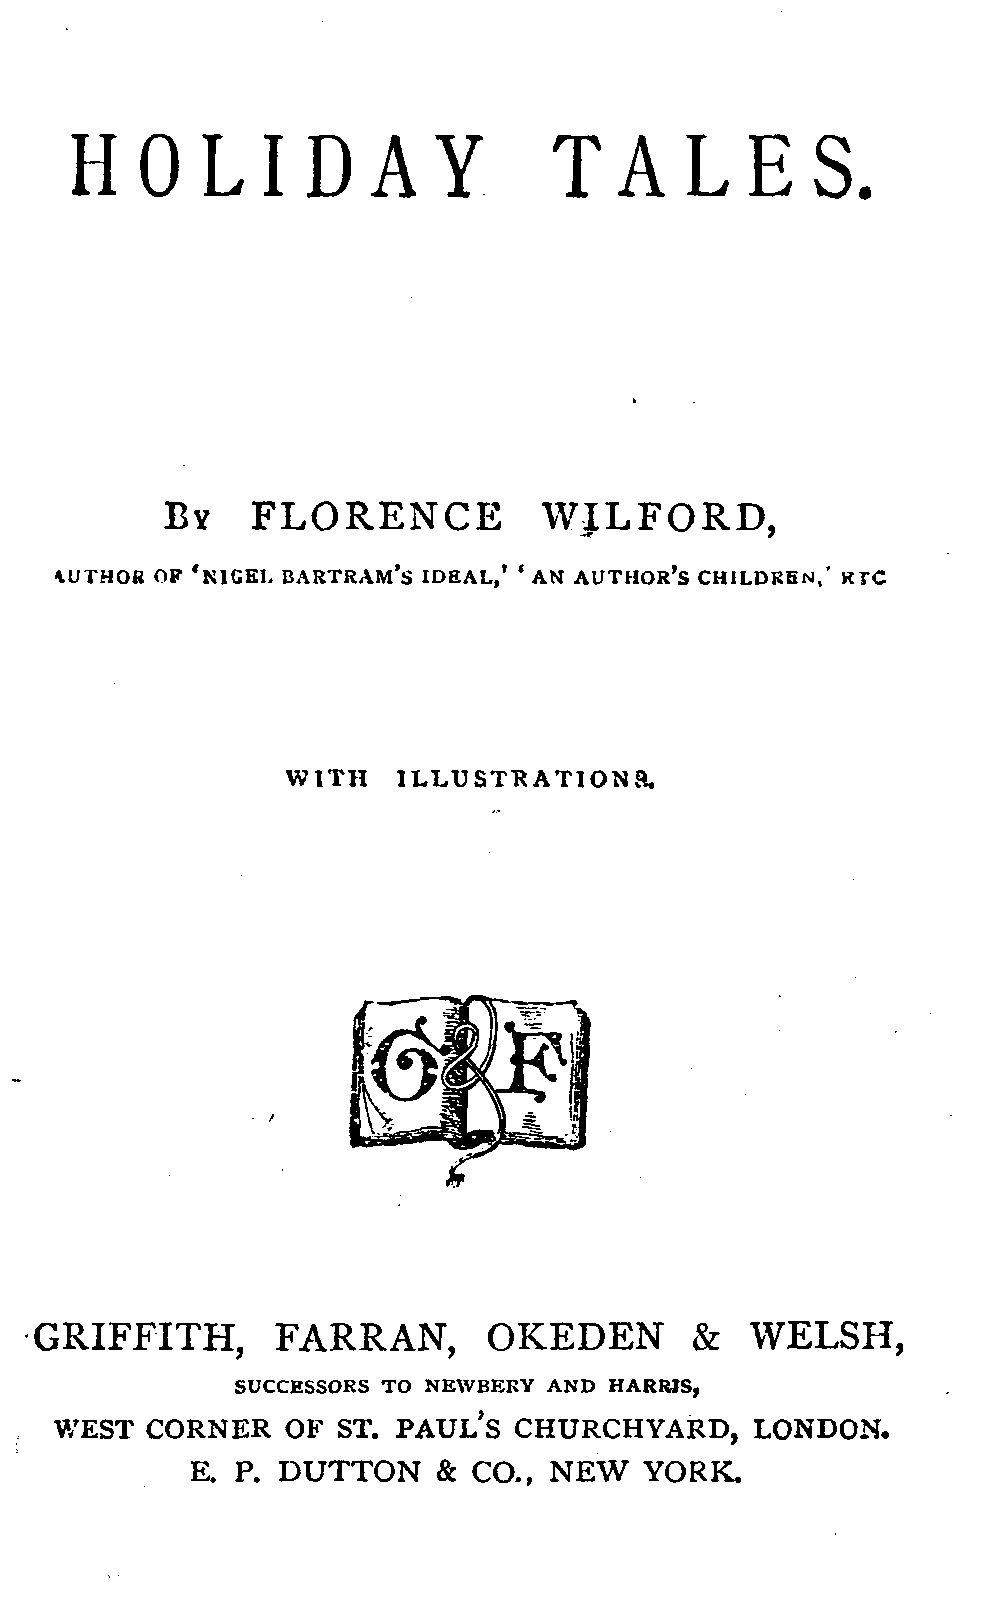 HOLIDAY TALES.
BY FLORENCE WILFORD,
AUTHOR OF ‘NIGEL BARTRAM'S IDEAL,’ ‘AN AUTHOR'S CHILDREN,’ ETC
WITH ILLUSTRATIONS.
G & F
GRIFFITH, FARRAN, OKEDEN & WELSH,
SUCCESSORS TO NEWBERY AND HARRIS,
WEST CORNER OF ST. PAUL'S CHURCHYARD, LONDON.
E. P. DUTTON & CO., NEW YORK.